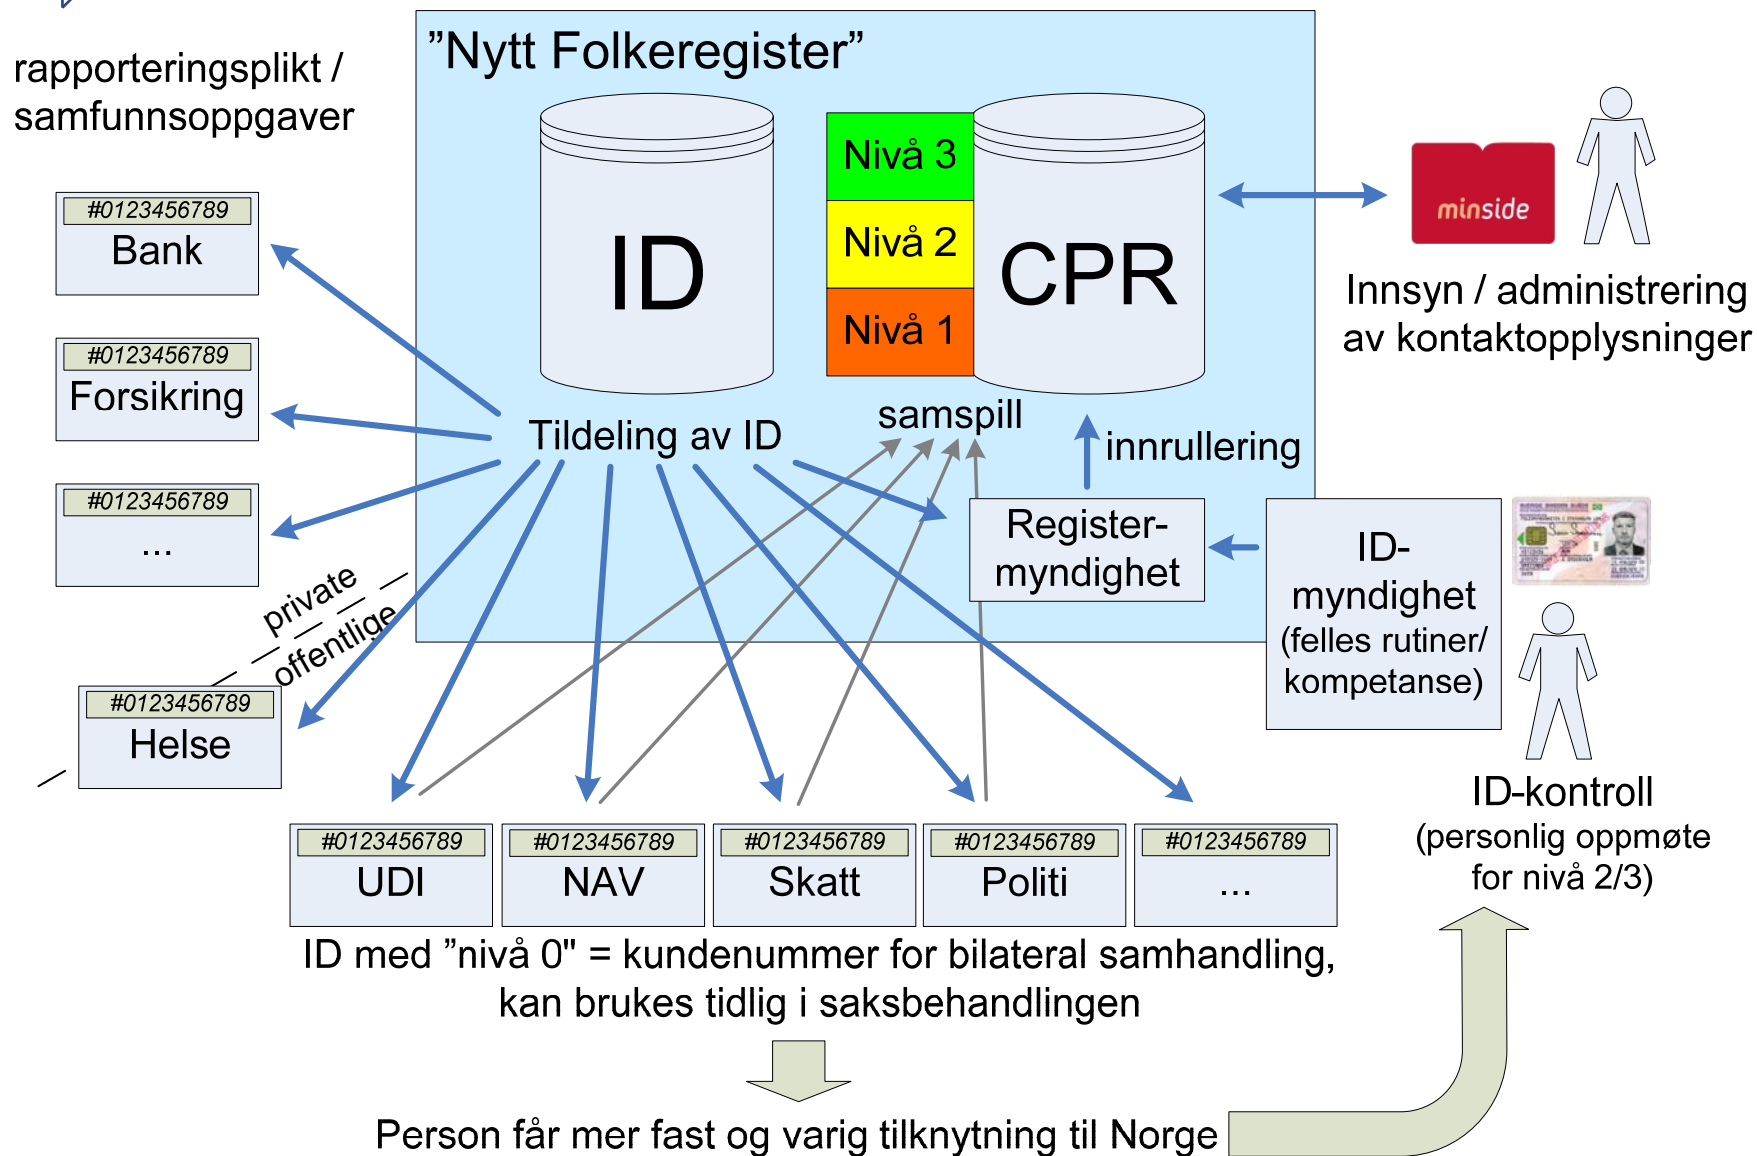 rapporteringsplikt /
samfunnsoppgaver
”Nytt Folkeregister”
ID
Nivå 3
Nivå 2
Nivå 1
CPR
minside
Innsyn / administrering
av kontaktopplysninger
#0123456789
Bank
#0123456789
Forsikring
#0123456789
...
Tildeling av ID
samspill
innrullering
Register-
myndighet
ID-
myndighet
(felles rutiner/
kompetanse)
private
offentlige
#0123456789
Helse
ID-kontroll
(personlig oppmøte
for nivå 2/3)
#0123456789
UDI
#0123456789
NAV
#0123456789
Skatt
#0123456789
Politi
#0123456789
...
ID med ”nivå 0" = kundenummer for bilateral samhandling,
kan brukes tidlig i saksbehandlingen
Person får mer fast og varig tilknytning til Norge